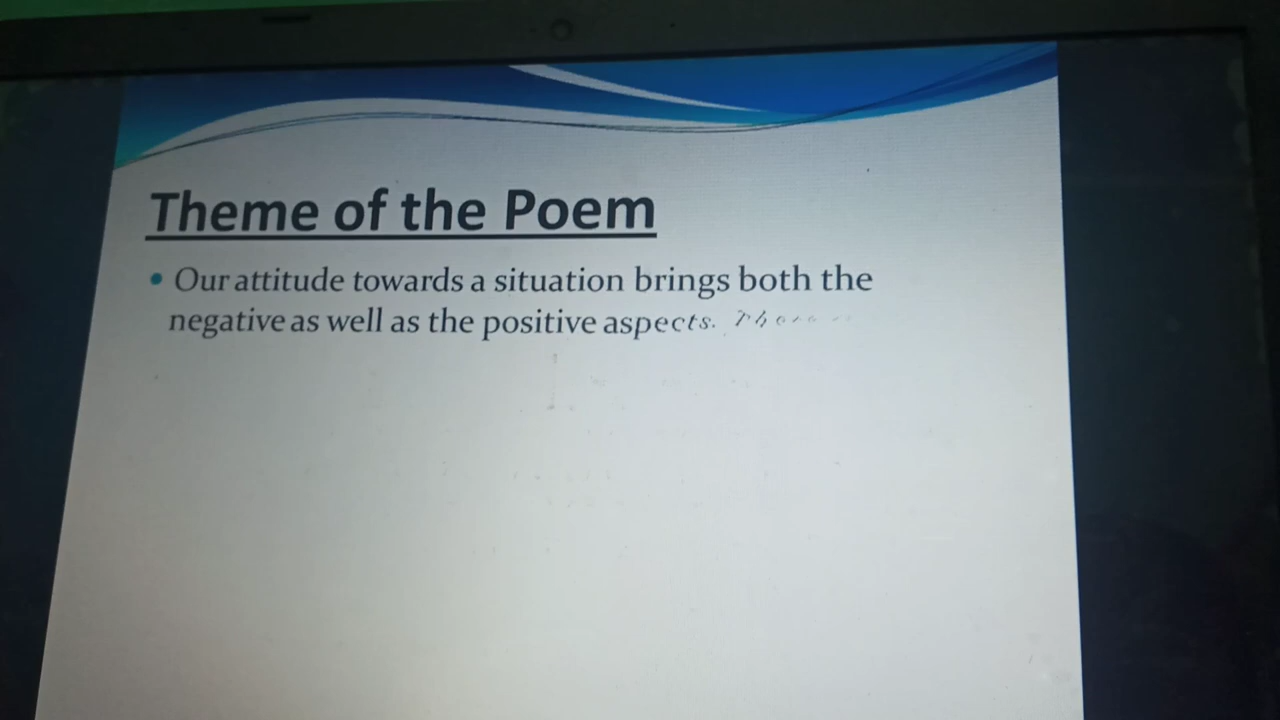 Theme of the Poem
• Our attitude towards a situation brings both the
negative as well as the positive aspects.